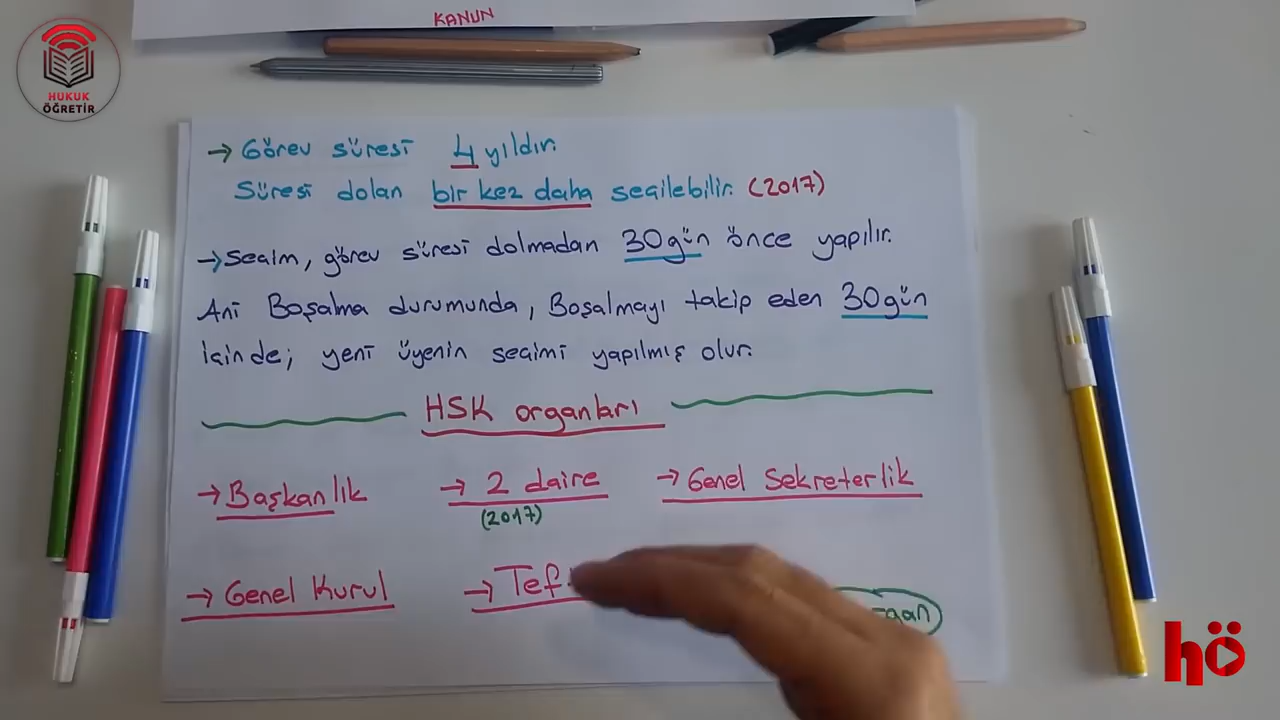 KANUN
HUKUK
ÖĞRETİR
→ Görev süresi 4 yıldır.
Süresi dolan bir kez daha seçilebilir. (2017)
→ Seçim, görev süresi dolmadan 30 gün önce yapılır.
Ani Boşalma durumunda, Boşalmayı takip eden 30 gün
içinde; yeni üyenin seçimi yapılmış olur.
HSK organları
→ Başkanlık → 2 daire → Genel Sekreterlik
(2017)
→ Genel Kurul
hö